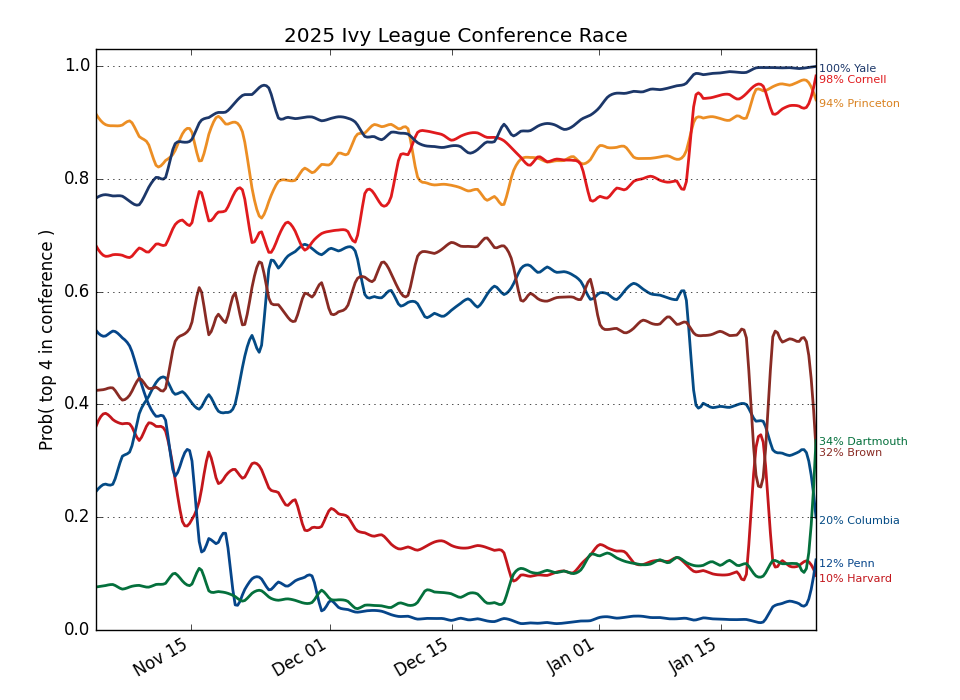 2025 Ivy League Conference Race
Prob( top 4 in conference )
1.0
0.8
0.6
0.4
0.2
0.0
Nov 15
Dec 01
Dec 15
Jan 01
Jan 15
100% Yale
98% Cornell
94% Princeton
34% Dartmouth
32% Brown
20% Columbia
12% Penn
10% Harvard